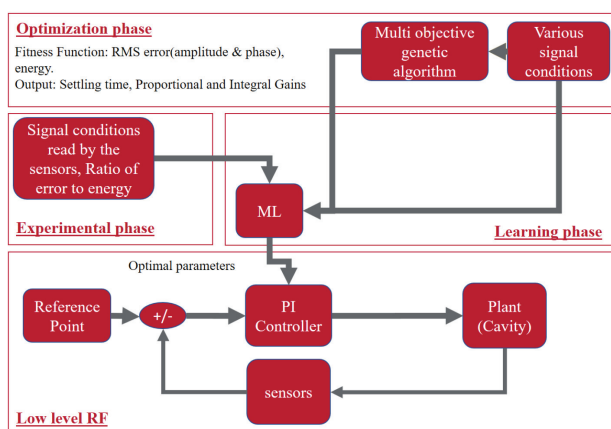 Optimization phase
Fitness Function: RMS error(amplitude & phase),
energy.
Output: Settling time, Proportional and Integral Gains
Multi objective
genetic
algorithm
Various
signal
conditions
Signal conditions
read by the
sensors, Ratio of
error to energy
Experimental phase
ML
Learning phase
Optimal parameters
Reference
Point
+/-
PI
Controller
Plant
(Cavity)
sensors
Low level RF